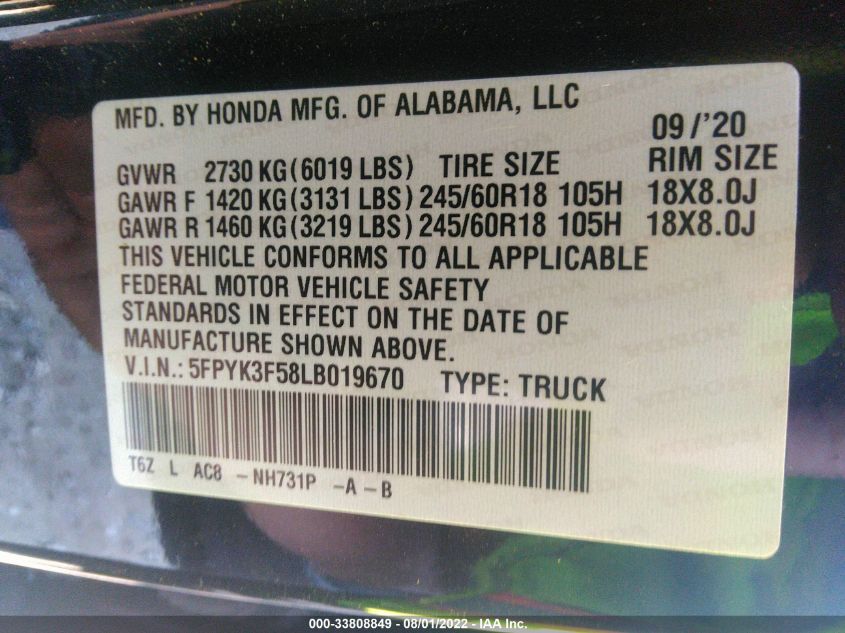 MFD. BY HONDA MFG. OF ALABAMA, LLC
09/'20
GVWR 2730 KG(6019 LBS) TIRE SIZE RIM SIZE
GAWR F 1420 KG(3131 LBS) 245/60R18 105H 18X8.0J
GAWR R 1460 KG(3219 LBS) 245/60R18 105H 18X8.0J
THIS VEHICLE CONFORMS TO ALL APPLICABLE
FEDERAL MOTOR VEHICLE SAFETY
STANDARDS IN EFFECT ON THE DATE OF
MANUFACTURE SHOWN ABOVE.
V.I.N.: 5FPYK3F58LB019670 TYPE: TRUCK
T6Z L AC8 - NH731P - A - B
000-33808849 - 08/01/2022 - IAA Inc.